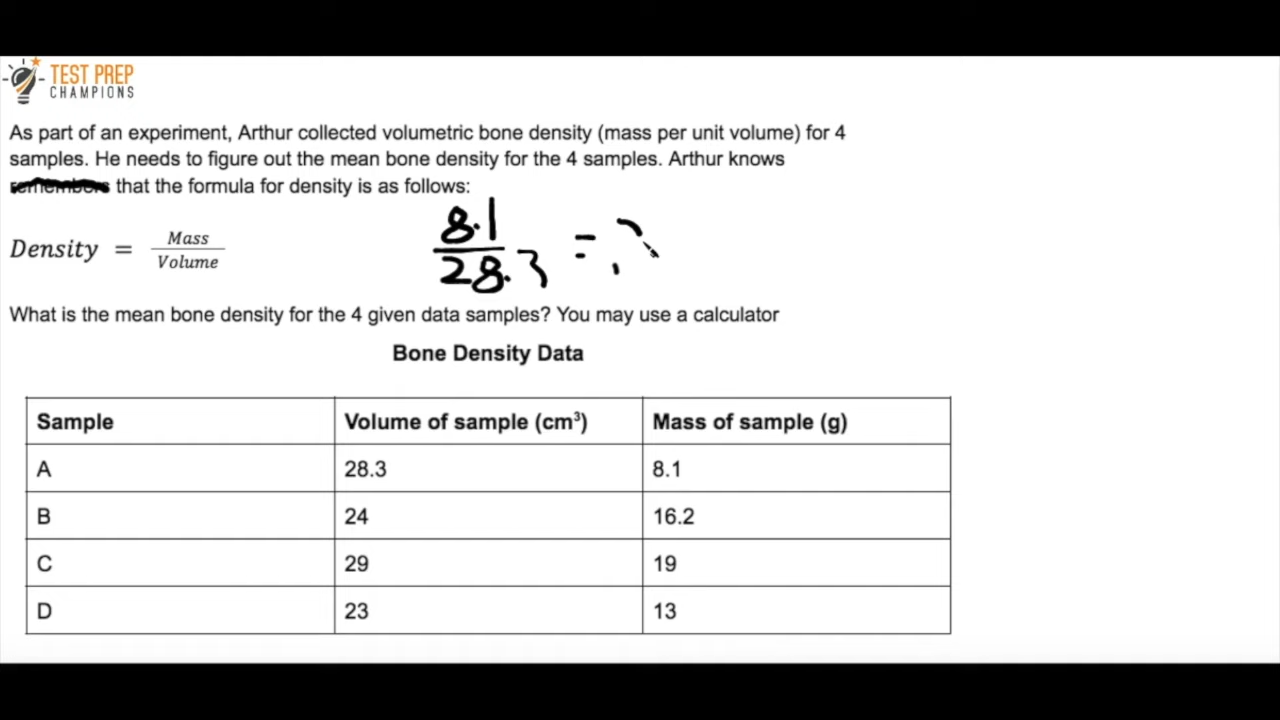 TEST PREP
CHAMPIONS
As part of an experiment, Arthur collected volumetric bone density (mass per unit volume) for 4
samples. He needs to figure out the mean bone density for the 4 samples. Arthur knows
that the formula for density is as follows:
Density = Mass / Volume
8.1 / 28.3 = .
What is the mean bone density for the 4 given data samples? You may use a calculator
Bone Density Data
Sample Volume of sample (cm³) Mass of sample (g)
A 28.3 8.1
B 24 16.2
C 29 19
D 23 13